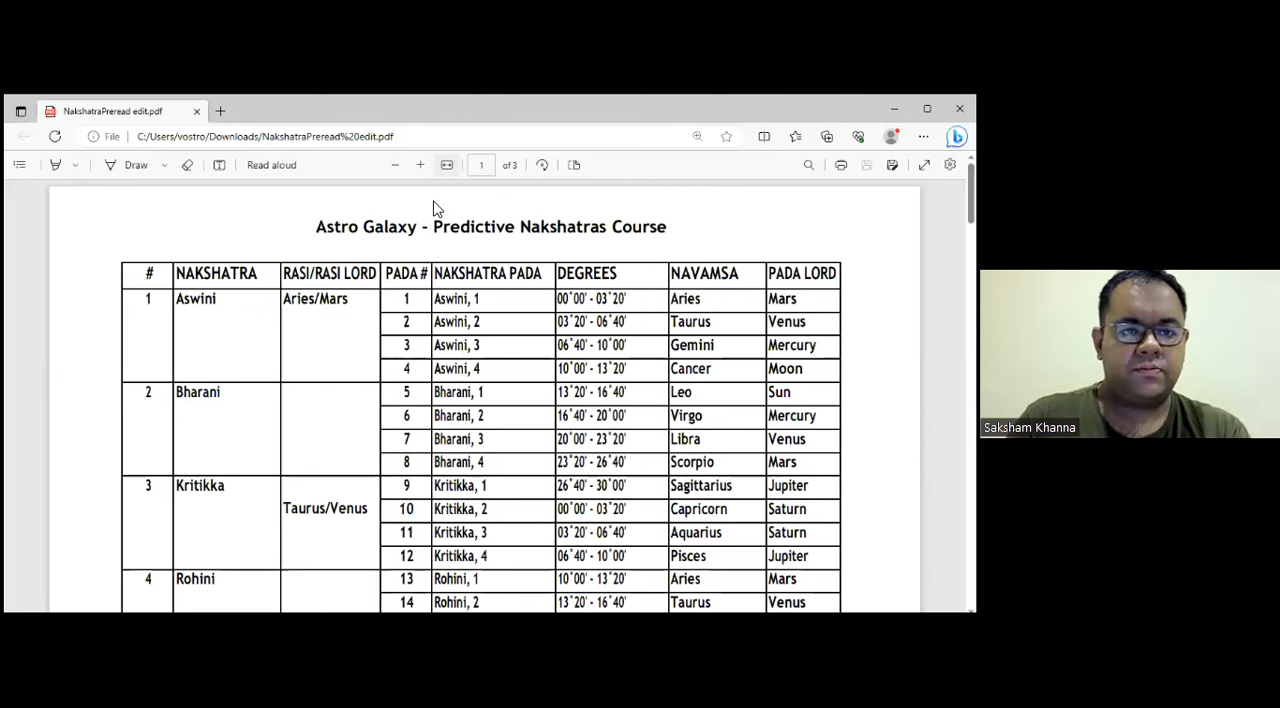 NakshatraPreread edit.pdf
File C:/Users/vostro/Downloads/NakshatraPreread%20edit.pdf
Draw Read aloud 1 of 3
Astro Galaxy - Predictive Nakshatras Course
# NAKSHATRA RASI/RASI LORD PADA # NAKSHATRA PADA DEGREES NAVAMSA PADA LORD
1 Aswini Aries/Mars 1 Aswini, 1 00°00' - 03°20' Aries Mars
2 Aswini, 2 03°20' - 06°40' Taurus Venus
3 Aswini, 3 06°40' - 10°00' Gemini Mercury
4 Aswini, 4 10°00' - 13°20' Cancer Moon
2 Bharani 5 Bharani, 1 13°20' - 16°40' Leo Sun
6 Bharani, 2 16°40' - 20°00' Virgo Mercury
7 Bharani, 3 20°00' - 23°20' Libra Venus
8 Bharani, 4 23°20' - 26°40' Scorpio Mars
3 Kritikka 9 Kritikka, 1 26°40' - 30°00' Sagittarius Jupiter
Taurus/Venus 10 Kritikka, 2 00°00' - 03°20' Capricorn Saturn
11 Kritikka, 3 03°20' - 06°40' Aquarius Saturn
12 Kritikka, 4 06°40' - 10°00' Pisces Jupiter
4 Rohini 13 Rohini, 1 10°00' - 13°20' Aries Mars
14 Rohini, 2 13°20' - 16°40' Taurus Venus
Saksham Khanna